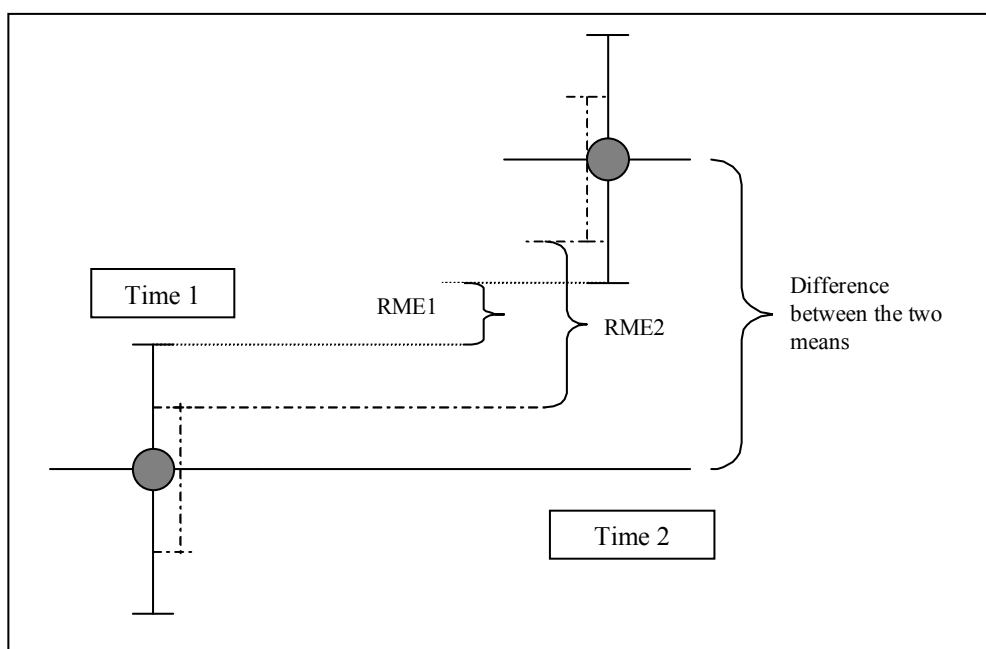 Time 1
RME1
RME2
Difference
between the two
means
Time 2